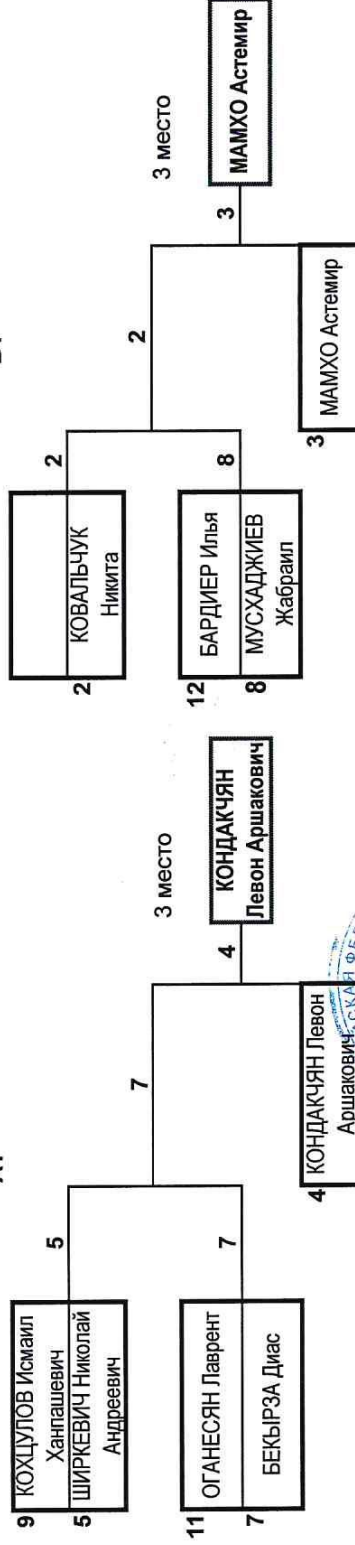 9
КОХЦУЛОВ Исмаил
Ханпашевич
5
ШИРКЕВИЧ Николай
Андреевич
5
11
ОГАНЕСЯН Лаврент
7
БЕКЫРЗА Диас
7
7
4
КОНДАКЧЯН Левон
Аршакович
СКАЯ
4
3 место
КОНДАКЧЯН
Левон Аршакович
2
КОВАЛЬЧУК
Никита
2
12
БАРДИЕР Илья
8
МУСХАДЖИЕВ
Жабраил
8
2
3
МАМХО Астемир
3
3 место
МАМХО Астемир